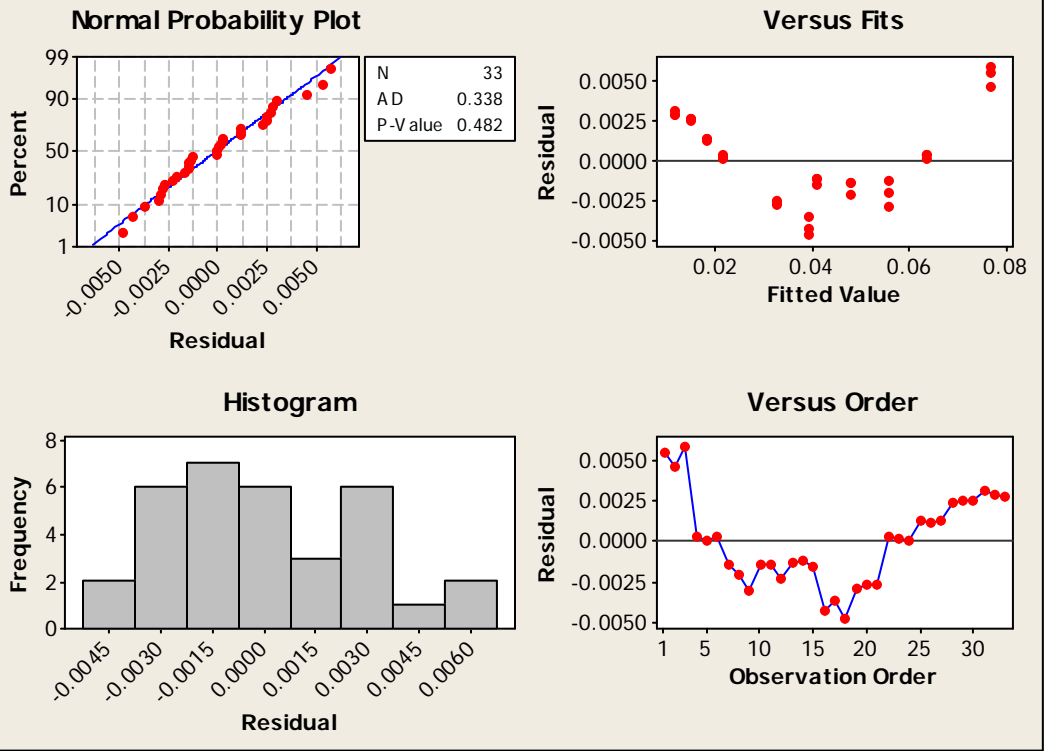 Normal Probability Plot
99
90
50
10
1
Percent
-0.0050
-0.0025
0.0000
0.0025
0.0050
Residual
N 33
AD 0.338
P-Value 0.482
Versus Fits
0.0050
0.0025
0.0000
-0.0025
-0.0050
Residual
0.02
0.04
0.06
0.08
Fitted Value
Histogram
8
6
4
2
0
Frequency
-0.0045
-0.0030
-0.0015
0.0000
0.0015
0.0030
0.0045
0.0060
Residual
Versus Order
0.0050
0.0025
0.0000
-0.0025
-0.0050
Residual
1
5
10
15
20
25
30
Observation Order